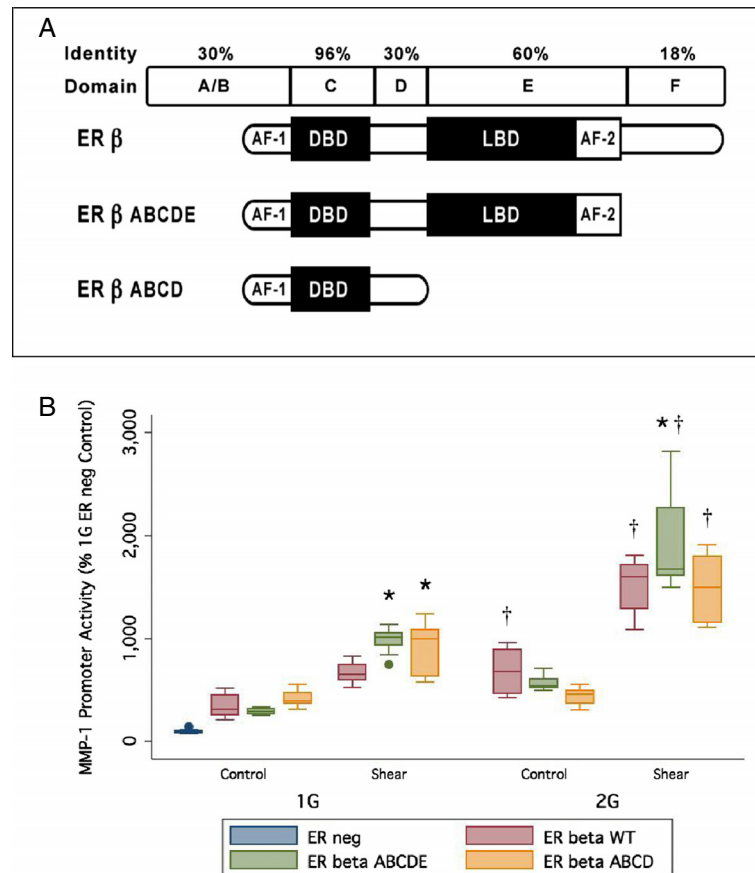 A
Identity 30% 96% 30% 60% 18%
Domain A/B C D E F
ER β AF-1 DBD LBD AF-2
ER β ABCDE AF-1 DBD LBD AF-2
ER β ABCD AF-1 DBD
B
MMP-1 Promoter Activity (% 1G ER neg Control)
3,000
2,000
1,000
0
* *
† † * † †
Control Shear Control Shear
1G 2G
ER neg ER beta WT
ER beta ABCDE ER beta ABCD